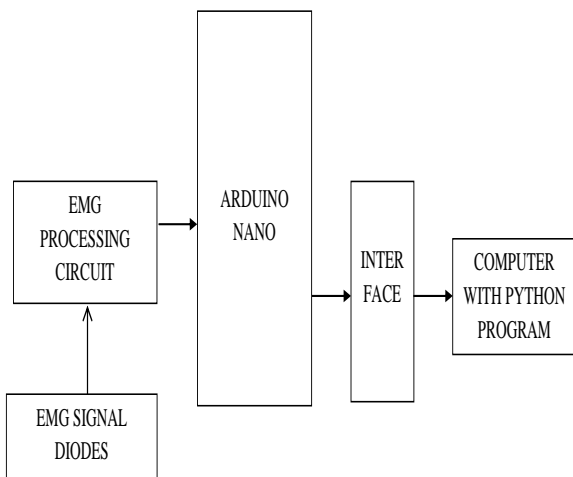 EMG
PROCESSING
CIRCUIT
EMG SIGNAL
DIODES
ARDUINO
NANO
INTER
FACE
COMPUTER
WITH PYTHON
PROGRAM